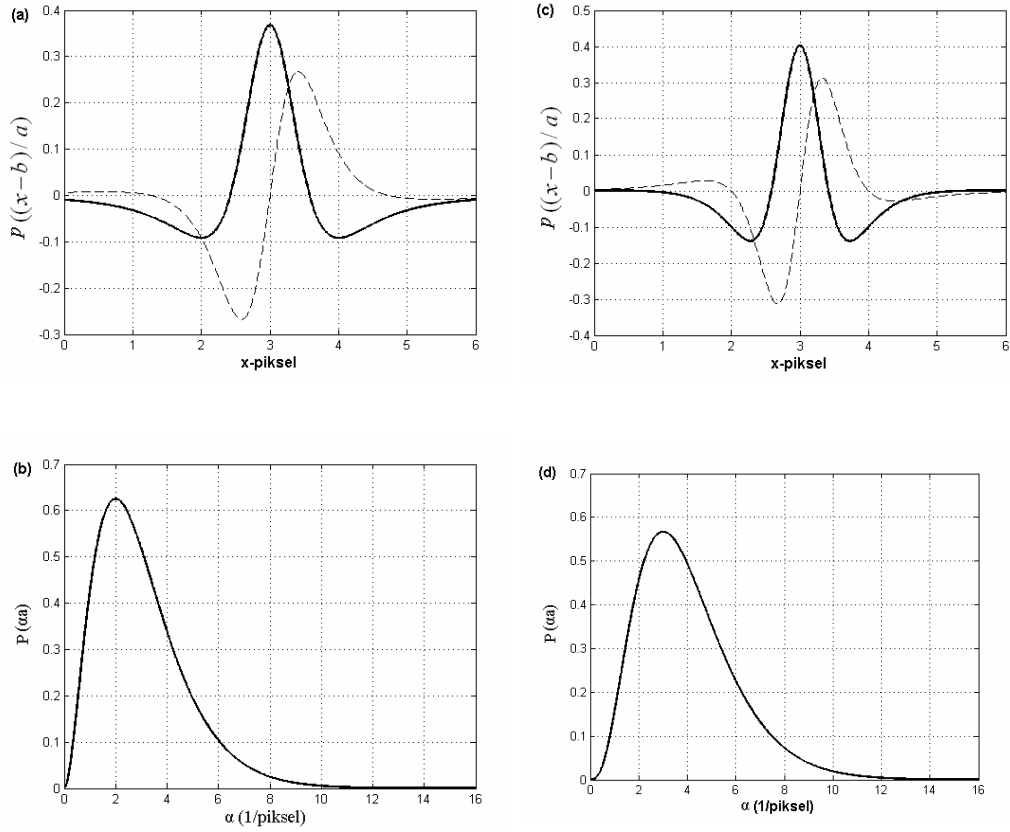 (a)
0.4
0.3
0.2
0.1
0
-0.1
-0.2
-0.3
p((x-b)/a)
0 1 2 3 4 5 6
x-piksel
(c)
0.5
0.4
0.3
0.2
0.1
0
-0.1
-0.2
-0.3
-0.4
p((x-b)/a)
0 1 2 3 4 5 6
x-piksel
(b)
0.7
0.6
0.5
0.4
0.3
0.2
0.1
0
P (αa)
0 2 4 6 8 10 12 14 16
α (1/piksel)
(d)
0.7
0.6
0.5
0.4
0.3
0.2
0.1
0
P (αa)
0 2 4 6 8 10 12 14 16
α (1/piksel)